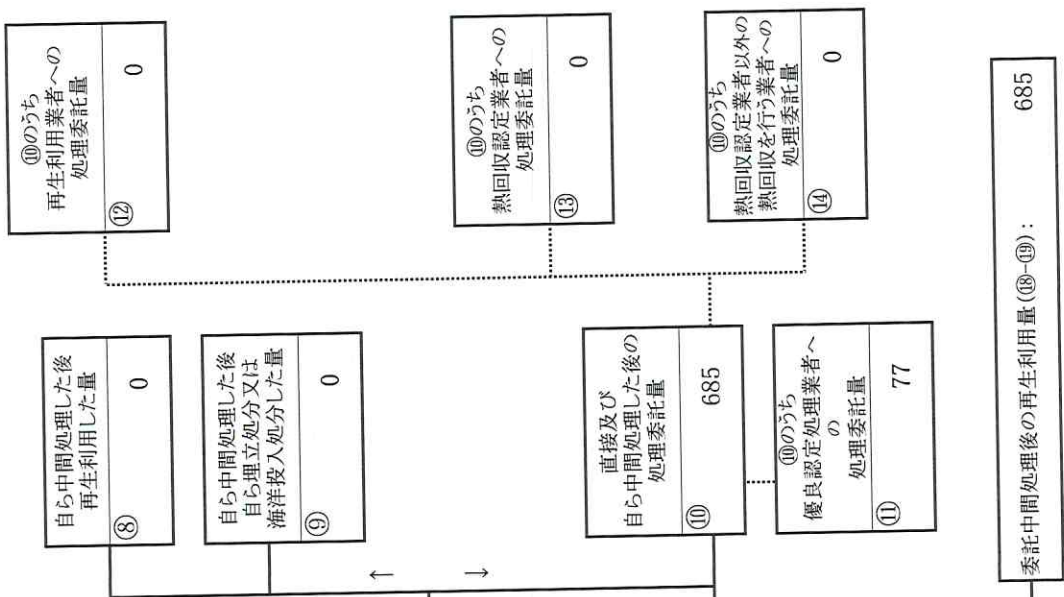 自ら中間処理した後
再生利用した量
⑧ 0
自ら中間処理した後
自ら埋立処分又は
海洋投入処分した量
⑨ 0
↑
↓
直接及び
自ら中間処理した後の
処理委託量
⑩ 685
⑩のうち
優良認定処理業者へ
の
処理委託量
⑪ 77
⑩のうち
再生利用業者への
処理委託量
⑫ 0
⑩のうち
熱回収認定業者への
処理委託量
⑬ 0
⑩のうち
熱回収認定業者以外の
熱回収を行う業者への
処理委託量
⑭ 0
委託中間処理後の再生利用量(⑱-⑲): 685